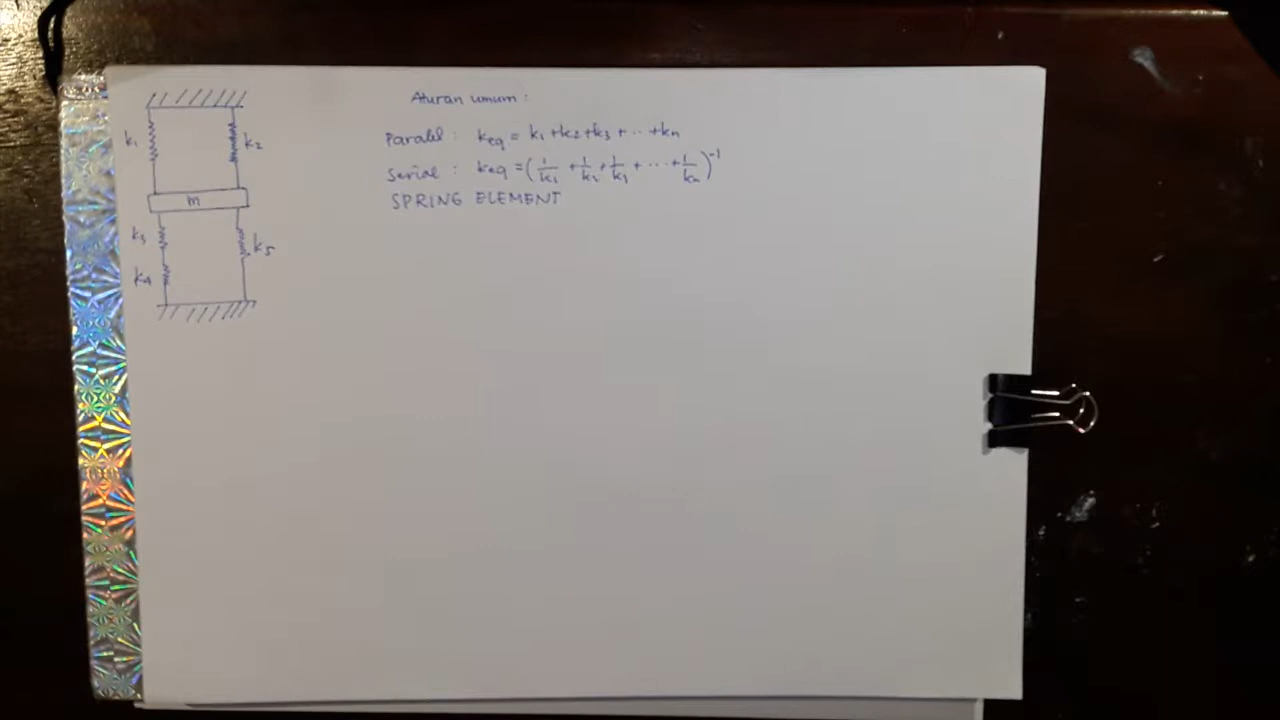 Aturan umum :
Paralel : keq = k1 + k2 + k3 + ... + kn
Serial : keq = (1/k1 + 1/k2 + 1/k3 + ... + 1/kn)^-1
SPRING ELEMENT
k1
k2
m
k3
k5
k4